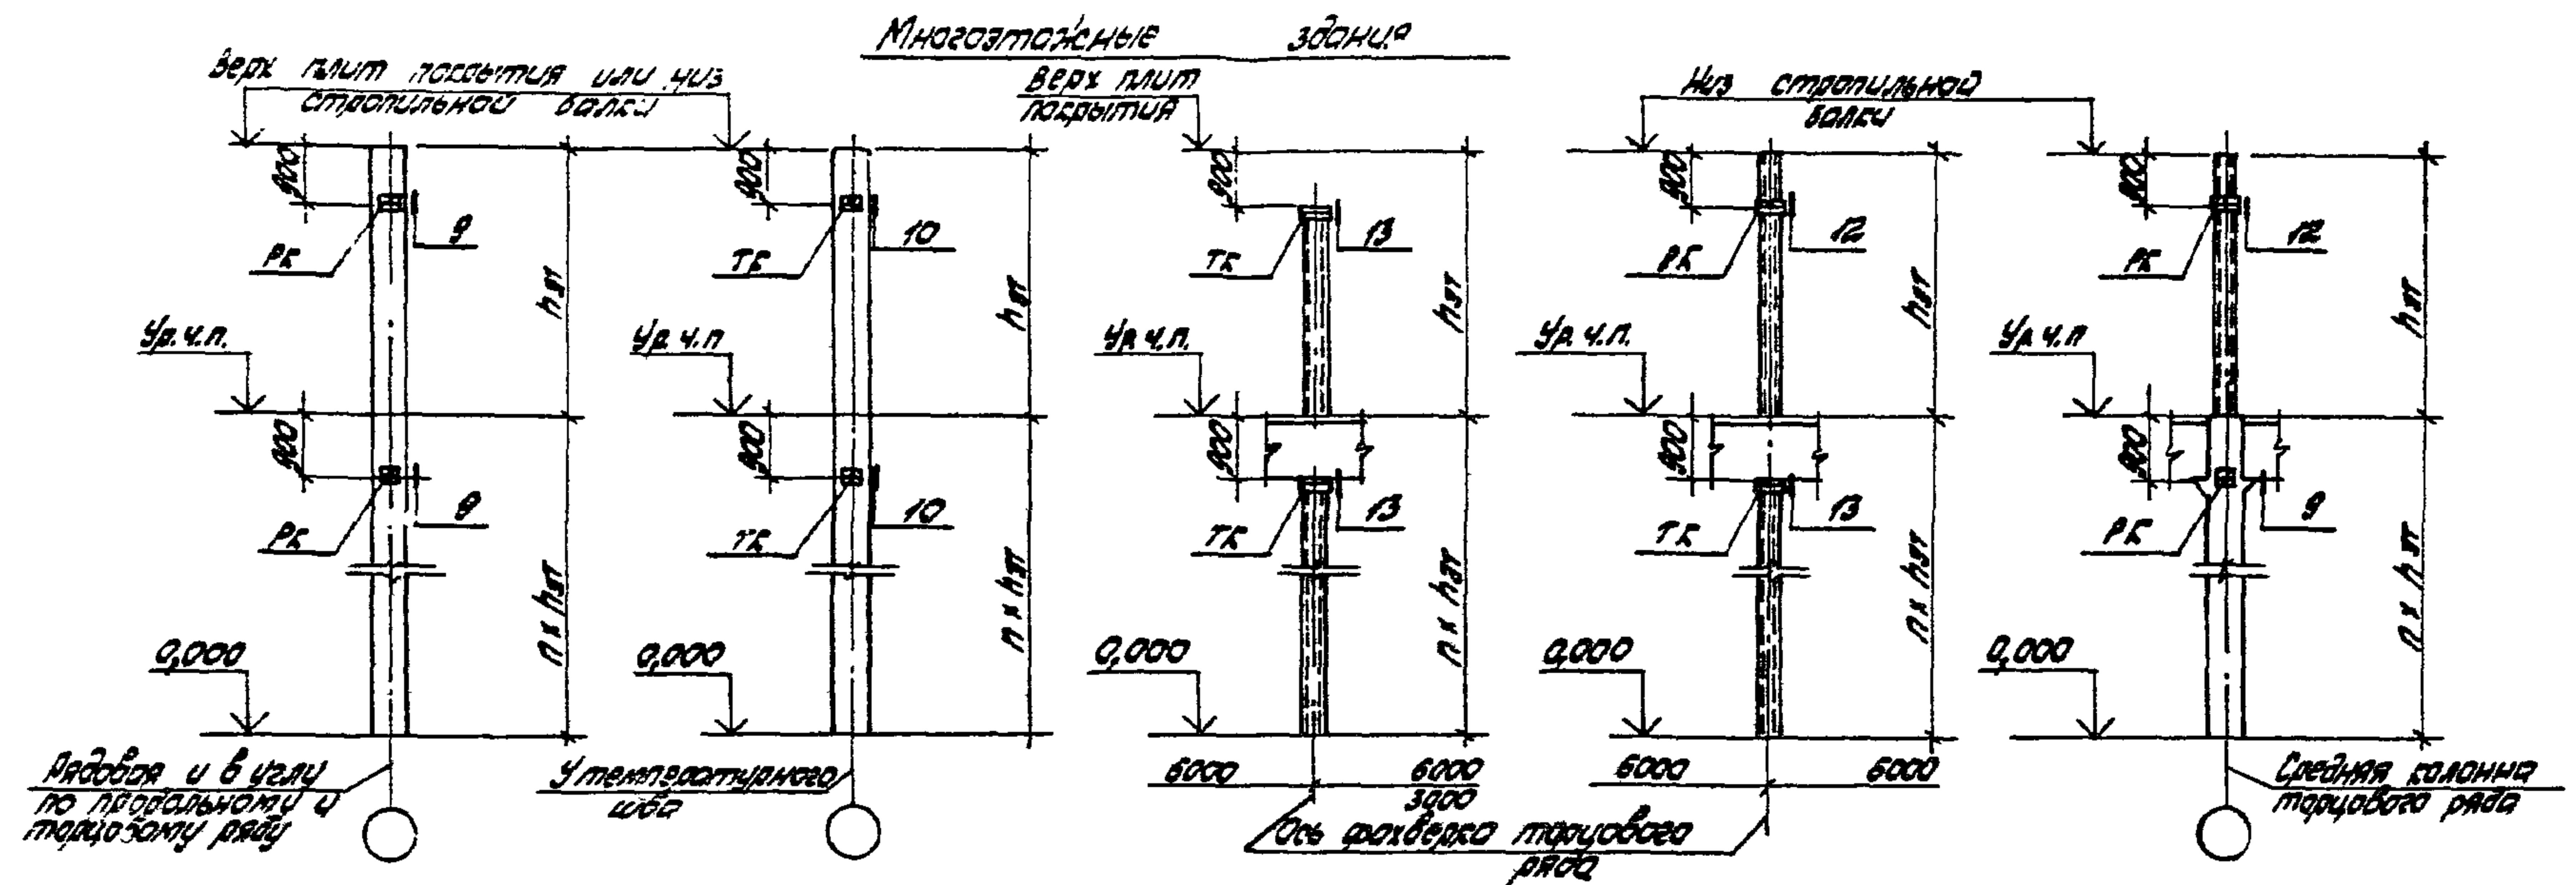 Многоэтажные здания
Верх плит покрытия или низ
стропильной балки
Верх плит
покрытия
Низ стропильной
балки
900
900
900
900
900
9
10
13
12
12
РК
ТК
ТК
РК
РК
hэт
hэт
hэт
hэт
hэт
Ур. ч.п.
Ур. ч.п
Ур. ч.п.
Ур. ч.п.
Ур. ч.п
900
900
900
900
900
9
10
13
13
9
РК
ТК
ТК
ТК
РК
n x hэт
n x hэт
n x hэт
n x hэт
n x hэт
0,000
0,000
0,000
0,000
0,000
Рядовая и в углу
по продольному и
торцовому ряду
У температурного
шва
6000
6000
3000
6000
6000
Ось фахверка торцового
ряда
Средняя колонна
торцового ряда